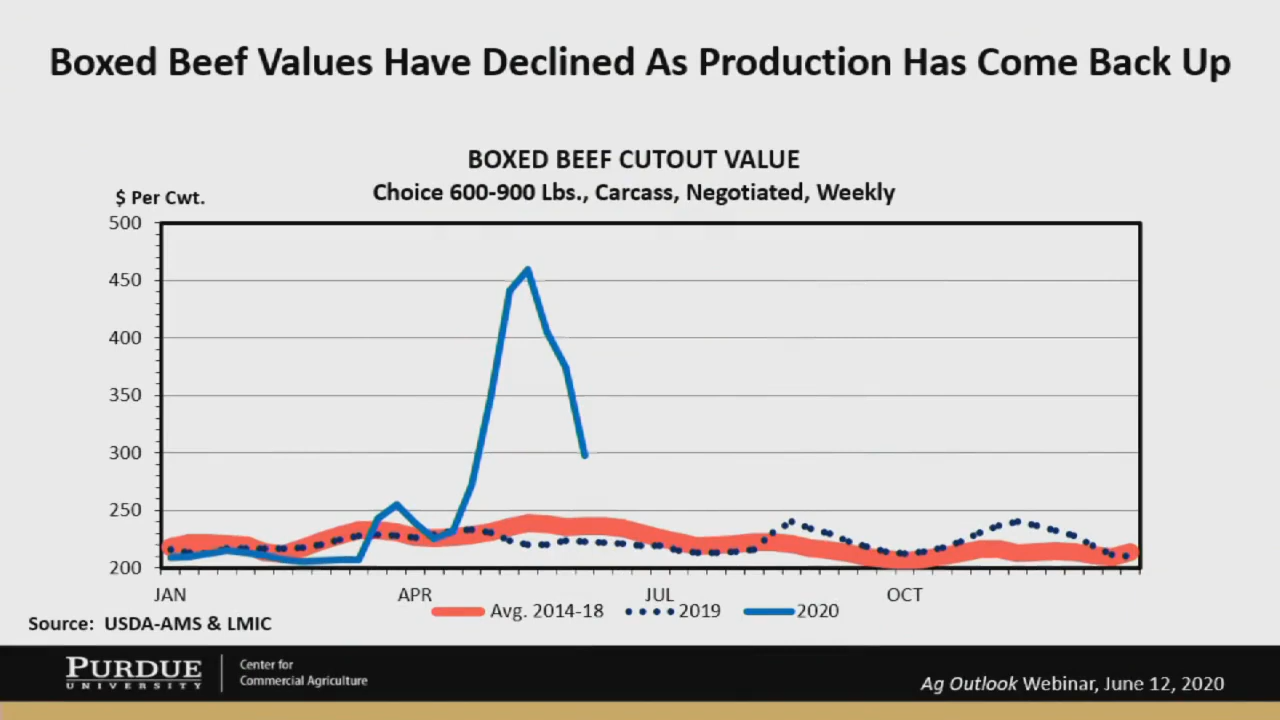 Boxed Beef Values Have Declined As Production Has Come Back Up
BOXED BEEF CUTOUT VALUE
Choice 600-900 Lbs., Carcass, Negotiated, Weekly
$ Per Cwt.
500
450
400
350
300
250
200
JAN APR JUL OCT
Avg. 2014-18 2019 2020
Source: USDA-AMS & LMIC
PURDUE
UNIVERSITY
Center for
Commercial Agriculture
Ag Outlook Webinar, June 12, 2020